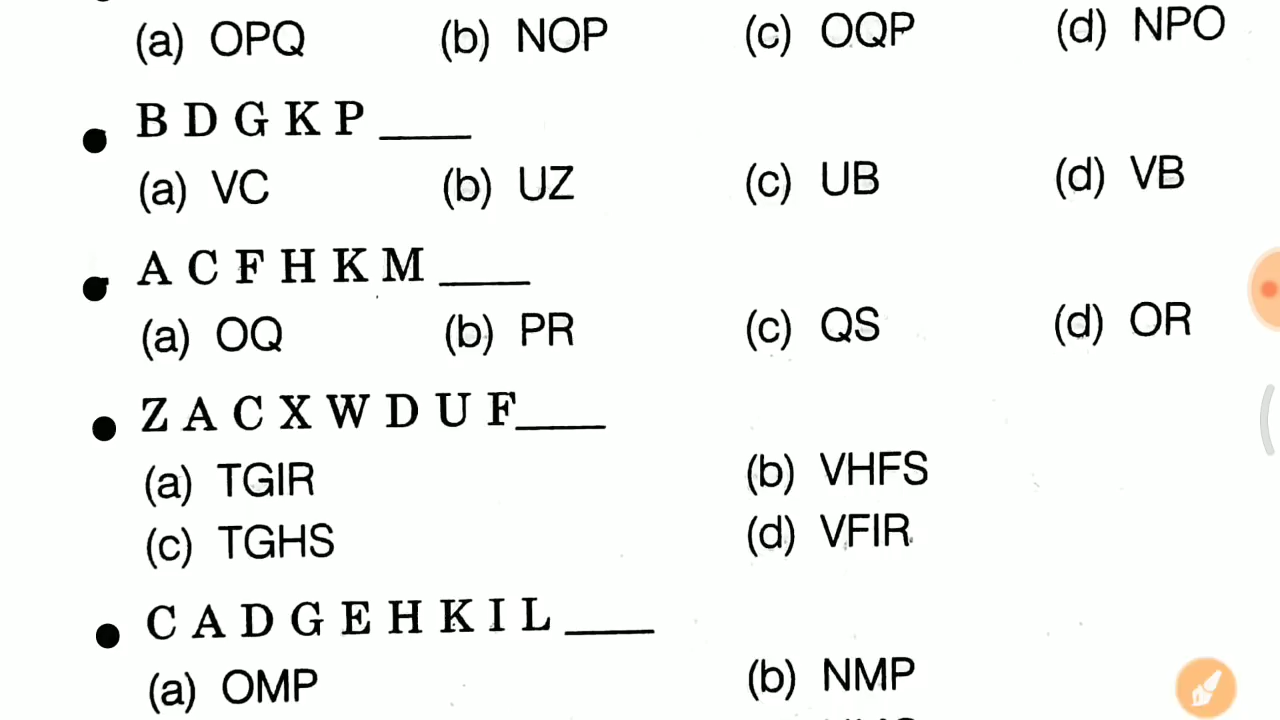 (a) OPQ (b) NOP (c) OQP (d) NPO
B D G K P ____
(a) VC (b) UZ (c) UB (d) VB
A C F H K M ____
(a) OQ (b) PR (c) QS (d) OR
Z A C X W D U F____
(a) TGIR (b) VHFS
(c) TGHS (d) VFIR
C A D G E H K I L ____
(a) OMP (b) NMP